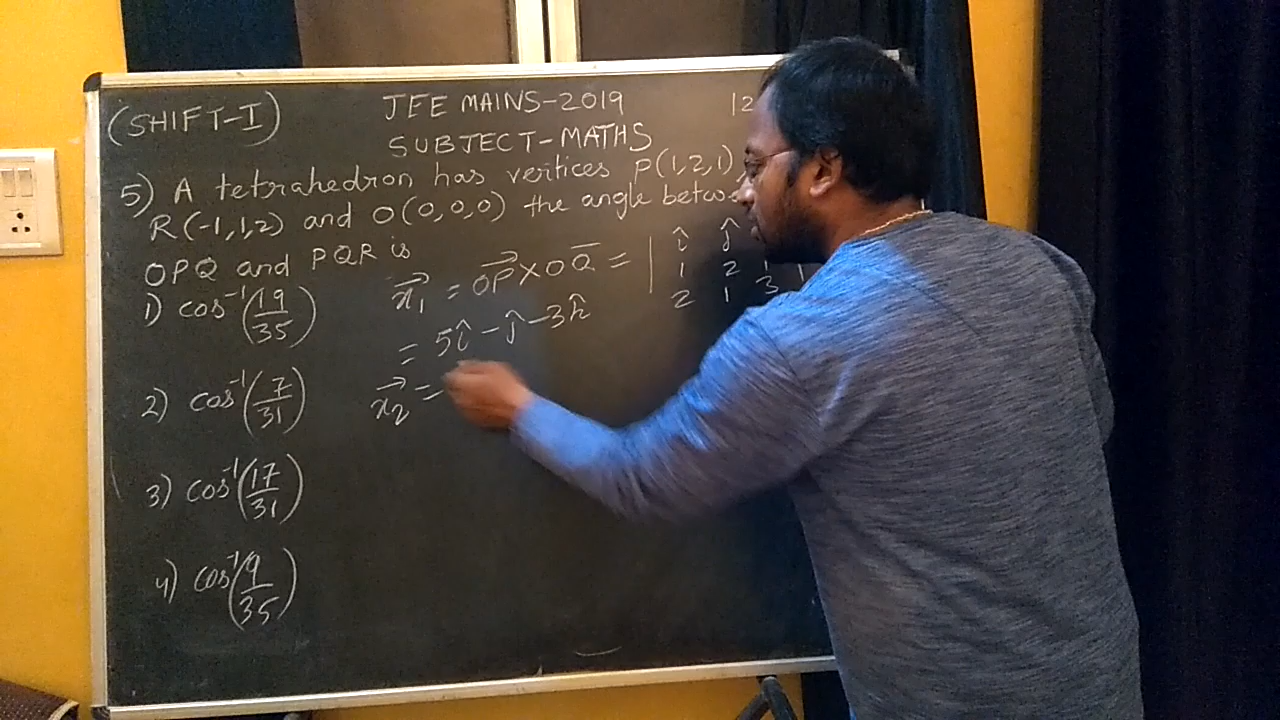 (SHIFT-I)
JEE MAINS-2019
12
SUBJECT-MATHS
5) A tetrahedron has vertices P(1,2,1),
R(-1,1,2) and O(0,0,0) the angle
OPQ and PQR is
1) cos⁻¹(19/35)
2) cos⁻¹(7/31)
3) cos⁻¹(17/31)
4) cos⁻¹(9/35)
n⃗₁ = OP⃗ × OQ⃗ = | î ĵ
1 2 1
2 1 3
= 5î - ĵ - 3k̂
n⃗₂ =